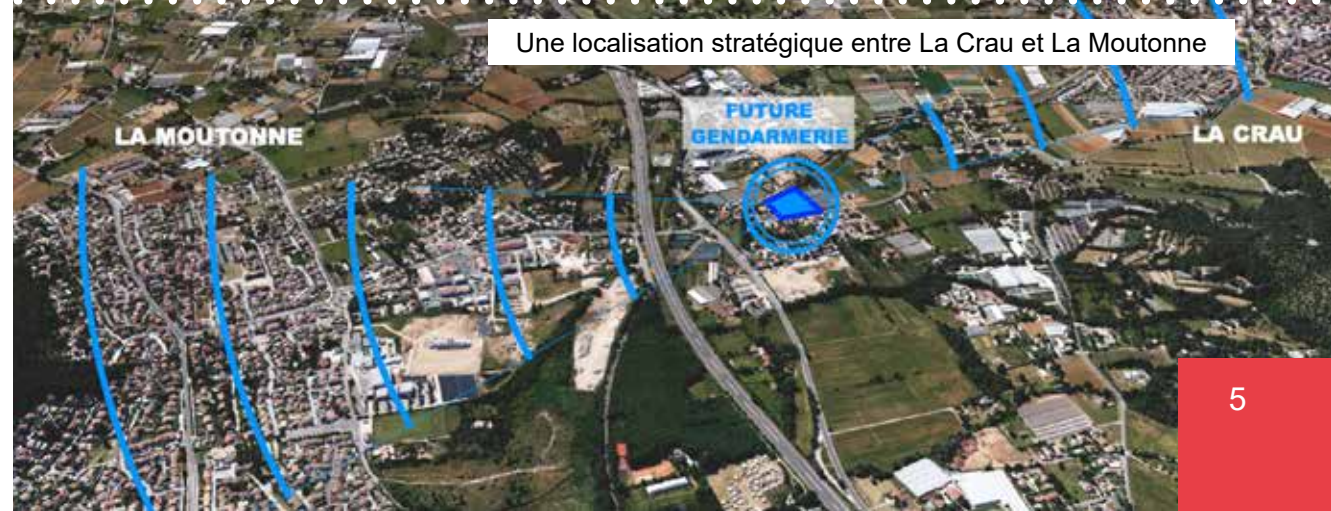 Une localisation stratégique entre La Crau et La Moutonne
FUTURE
GENDARMERIE
LA MOUTONNE
LA CRAU
5